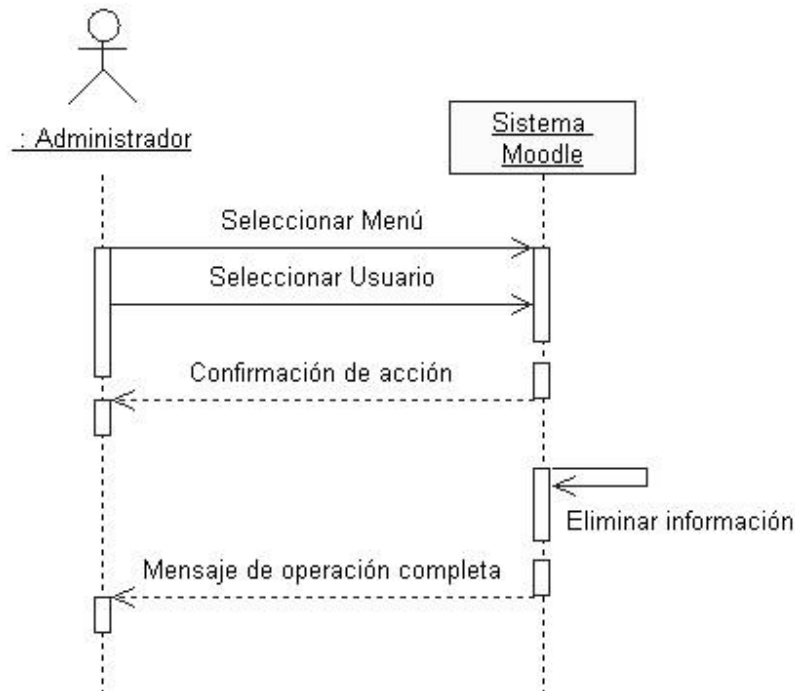 : Administrador
Sistema
Moodle
Seleccionar Menú
Seleccionar Usuario
Confirmación de acción
Eliminar información
Mensaje de operación completa